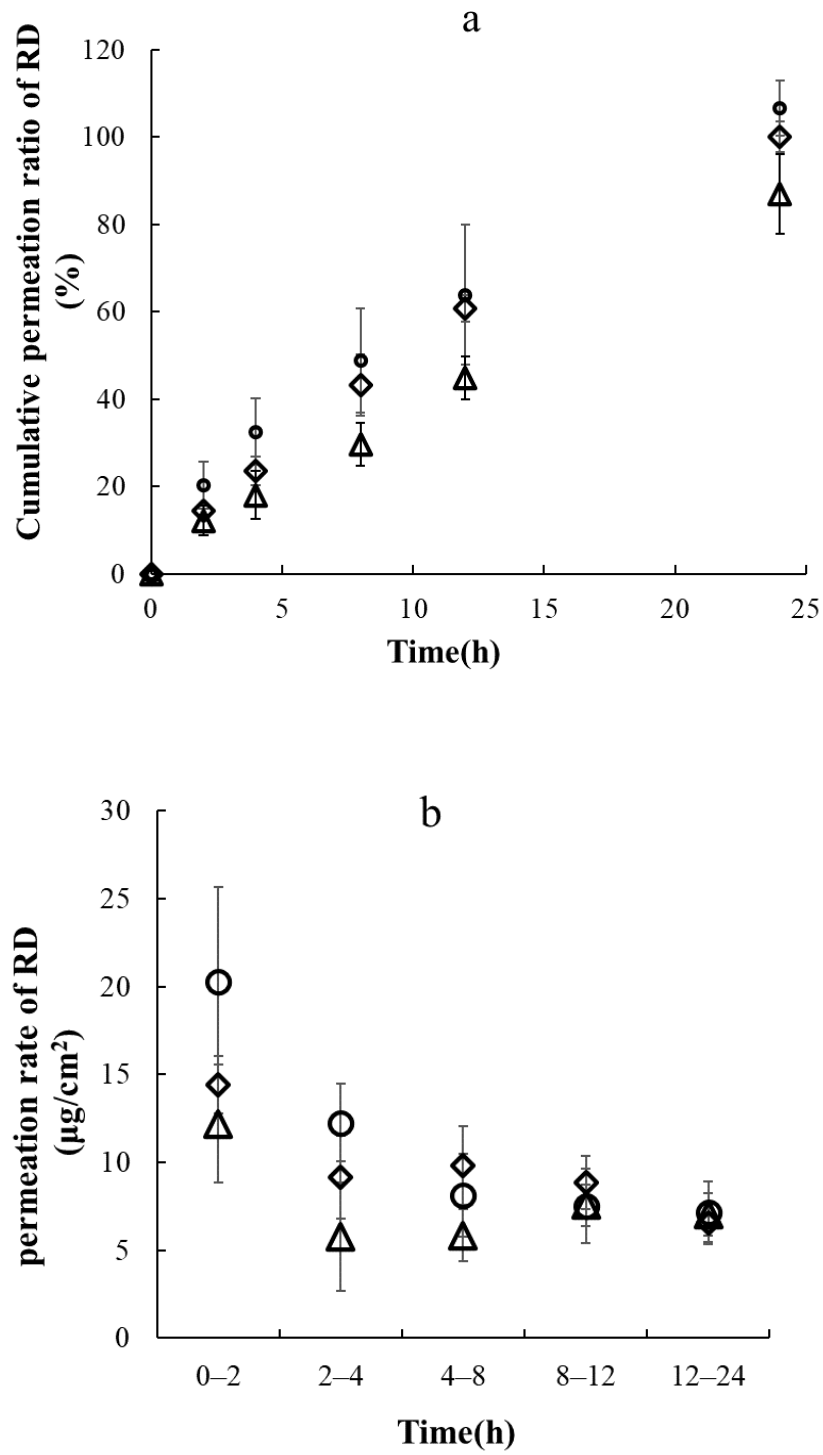 a
Cumulative permeation ratio of RD
(%)
120
100
80
60
40
20
0
0 5 10 15 20 25
Time(h)
b
permeation rate of RD
(μg/cm²)
30
25
20
15
10
5
0
0–2 2–4 4–8 8–12 12–24
Time(h)